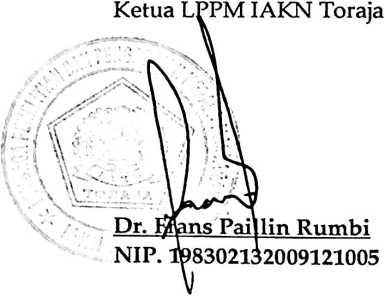 Ketua LPPM IAKN Toraja
Dr. Frans Paillin Rumbi
NIP. 198302132009121005